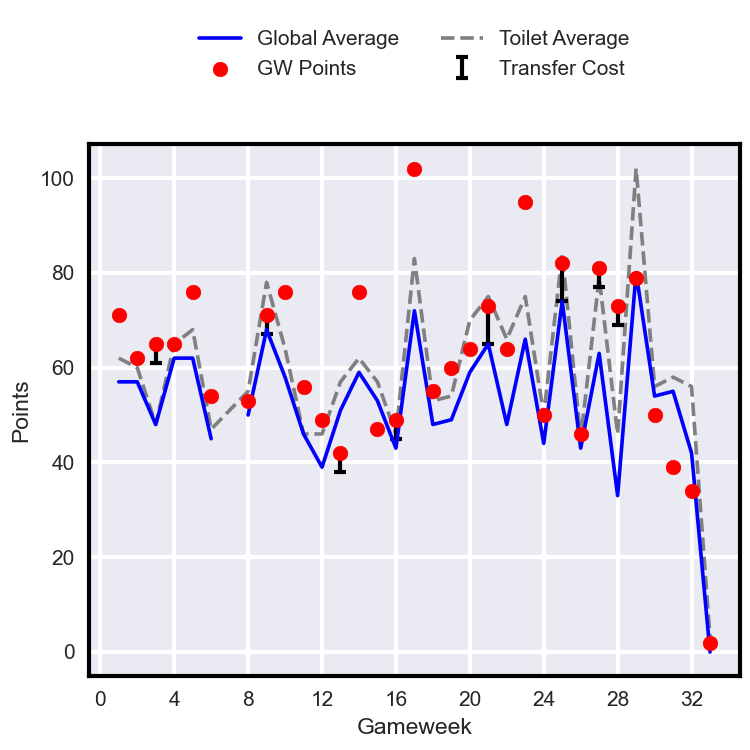 Global Average
Toilet Average
GW Points
Transfer Cost
100
80
60
40
20
0
Points
0 4 8 12 16 20 24 28 32
Gameweek